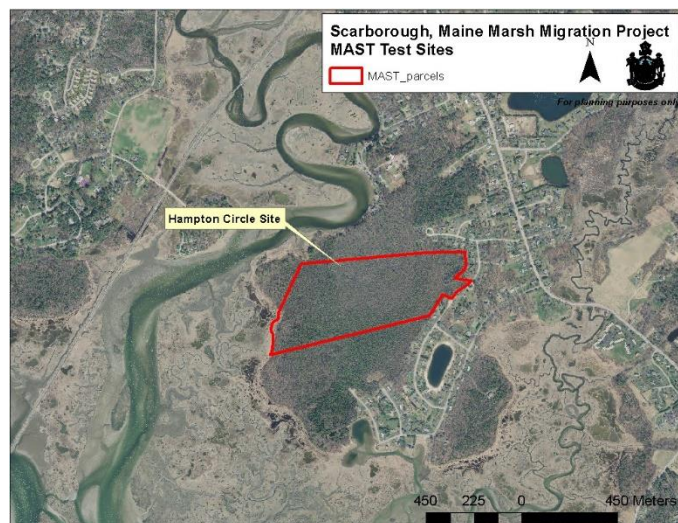 Scarborough, Maine Marsh Migration Project
MAST Test Sites
N
MAST_parcels
For planning purposes only
Hampton Circle Site
450 225 0 450 Meters